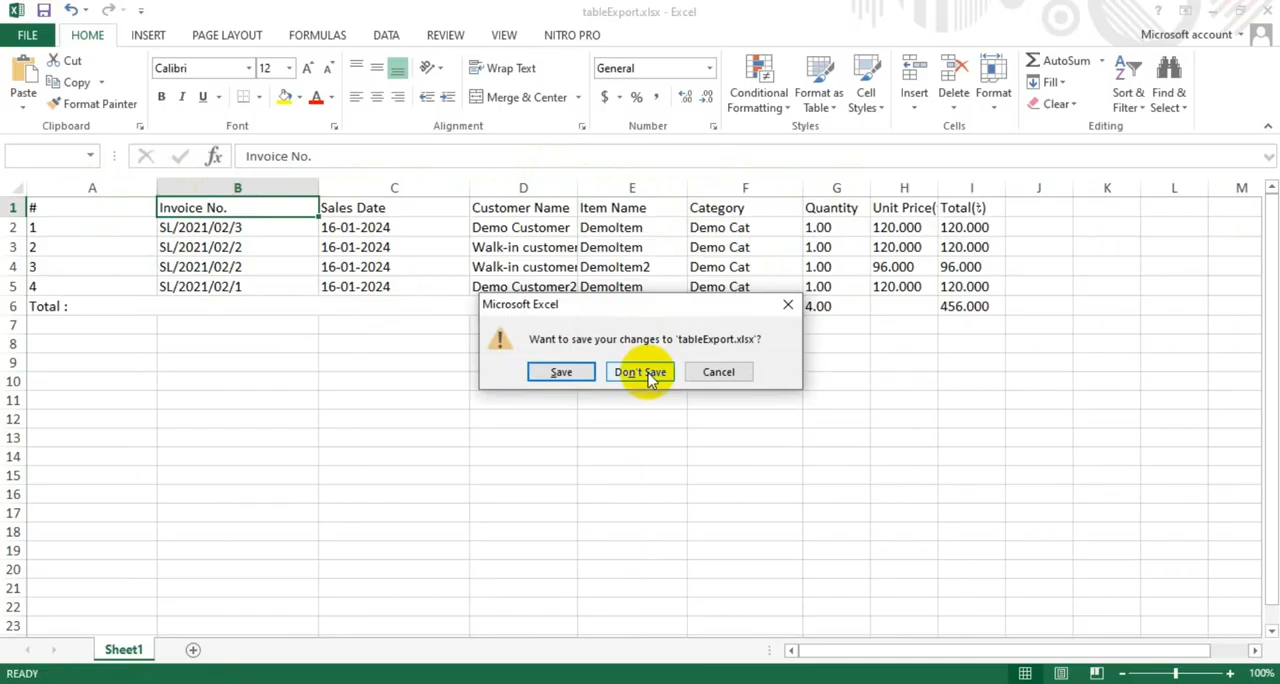 tableExport.xlsx - Excel
FILE HOME INSERT PAGE LAYOUT FORMULAS DATA REVIEW VIEW NITRO PRO Microsoft account
Paste
Cut
Copy
Format Painter
Clipboard
Calibri 12
B I U A
Font
Wrap Text
Merge & Center
Alignment
General
$ % ,
Number
Conditional Formatting
Format as Table
Cell Styles
Styles
Insert Delete Format
Cells
AutoSum
Fill
Clear
Sort & Filter
Find & Select
Editing
fx Invoice No.
A B C D E F G H I J K L M
1 # Invoice No. Sales Date Customer Name Item Name Category Quantity Unit Price( Total(
2 1 SL/2021/02/3 16-01-2024 Demo Customer DemoItem Demo Cat 1.00 120.000 120.000
3 2 SL/2021/02/2 16-01-2024 Walk-in customer DemoItem Demo Cat 1.00 120.000 120.000
4 3 SL/2021/02/2 16-01-2024 Walk-in customer DemoItem2 Demo Cat 1.00 96.000 96.000
5 4 SL/2021/02/1 16-01-2024 Demo Customer2 DemoItem Demo Cat 1.00 120.000 120.000
6 Total : 4.00 456.000
Microsoft Excel
Want to save your changes to 'tableExport.xlsx'?
Save Don't Save Cancel
7
8
9
10
11
12
13
14
15
16
17
18
19
20
21
22
23
Sheet1
READY 100%